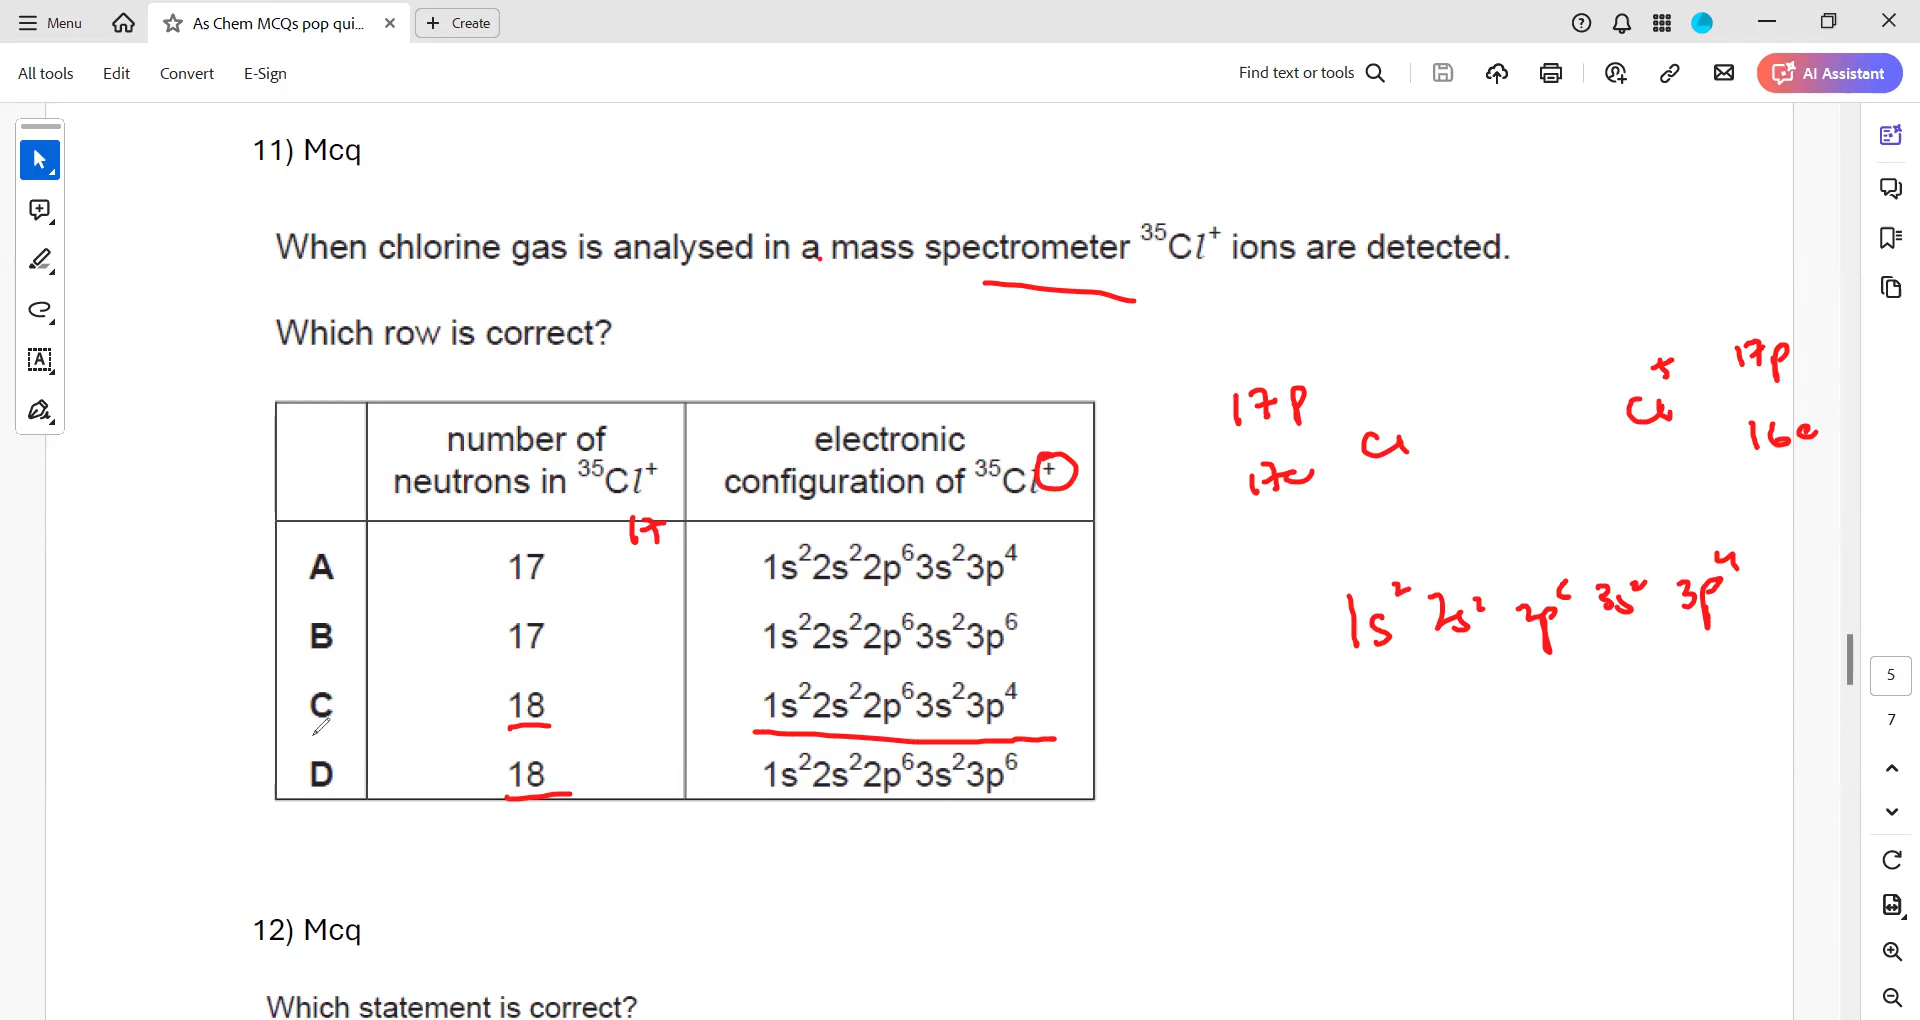 Menu
As Chem MCQs pop qui...
Create
All tools
Edit
Convert
E-Sign
Find text or tools
AI Assistant
11) Mcq
When chlorine gas is analysed in a mass spectrometer ³⁵Cl⁺ ions are detected.
Which row is correct?
number of neutrons in ³⁵Cl⁺
electronic configuration of ³⁵Cl⁺
17
A 17 1s²2s²2p⁶3s²3p⁴
B 17 1s²2s²2p⁶3s²3p⁶
C 18 1s²2s²2p⁶3s²3p⁴
D 18 1s²2s²2p⁶3s²3p⁶
17p
Cl
17e
Cl⁺
17p
16e
1s² 2s² 2p⁶ 3s² 3p⁴
12) Mcq
Which statement is correct?
5
7